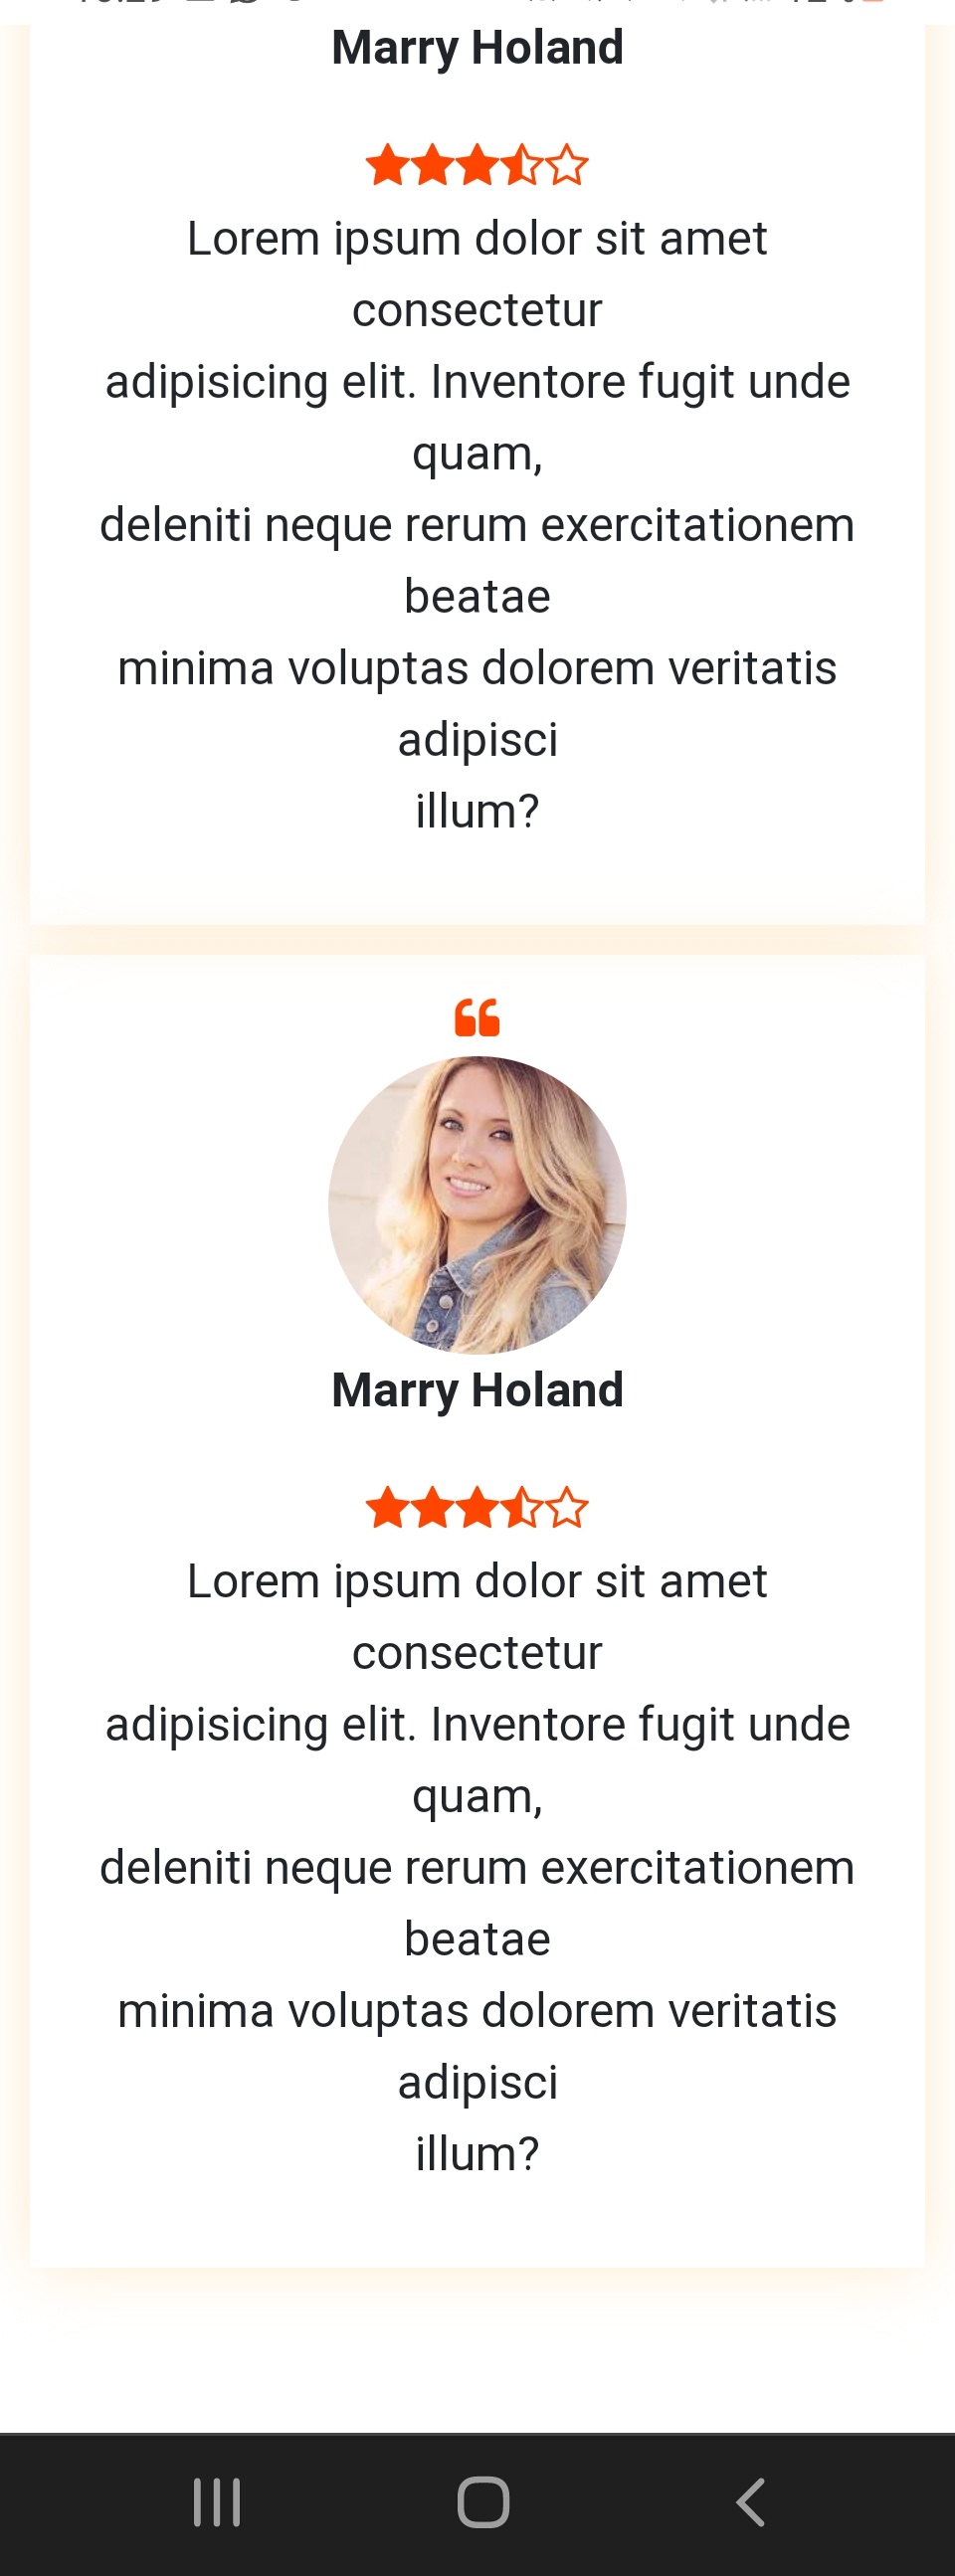 Marry Holand
Lorem ipsum dolor sit amet
consectetur
adipisicing elit. Inventore fugit unde
quam,
deleniti neque rerum exercitationem
beatae
minima voluptas dolorem veritatis
adipisci
illum?
Marry Holand
Lorem ipsum dolor sit amet
consectetur
adipisicing elit. Inventore fugit unde
quam,
deleniti neque rerum exercitationem
beatae
minima voluptas dolorem veritatis
adipisci
illum?